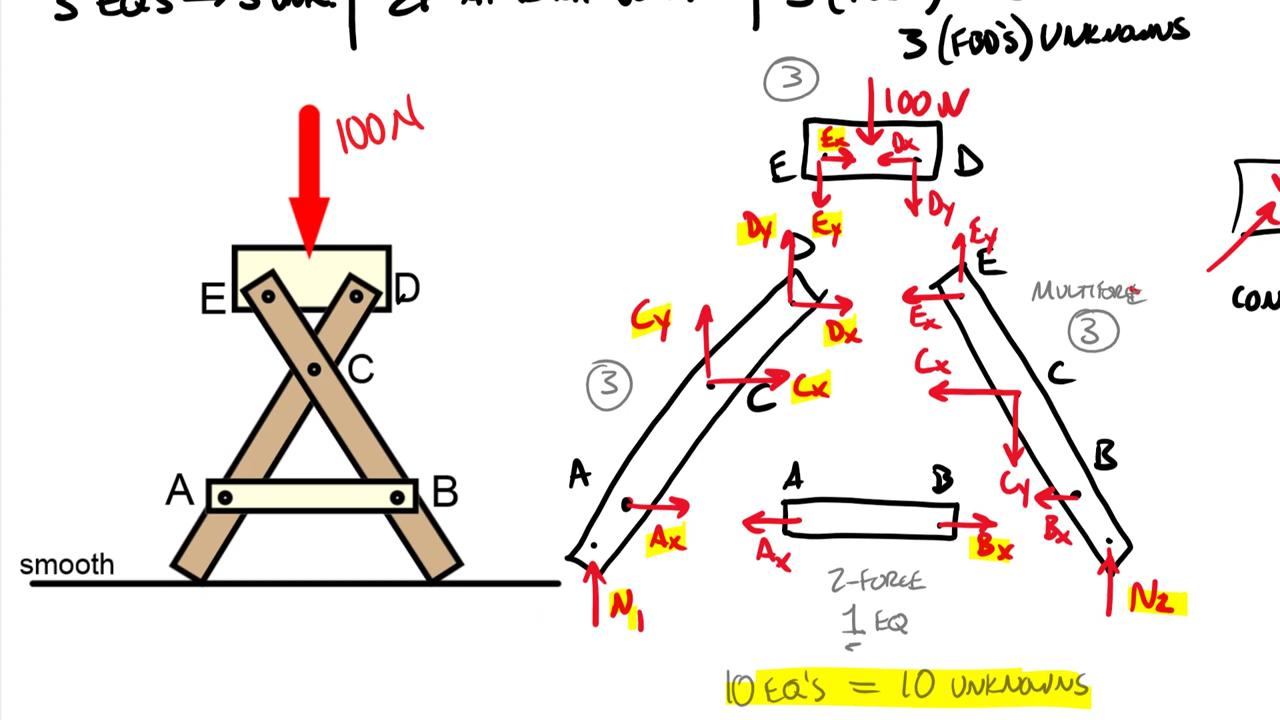 3 (FBD'S) UNKNOWNS
3
100N
100 N
Ex
Dx
E
D
Dy
Ey
Dy
D
Ey
E
E
D
MULTIFORCE
3
Cy
Dx
Ex
CON
C
3
Cx
C
Cx
C
A
A
B
B
A
B
Cy
Ax
Ax
Bx
Bx
smooth
2-FORCE
N1
N2
1 EQ
10 EQ'S = 10 UNKNOWNS